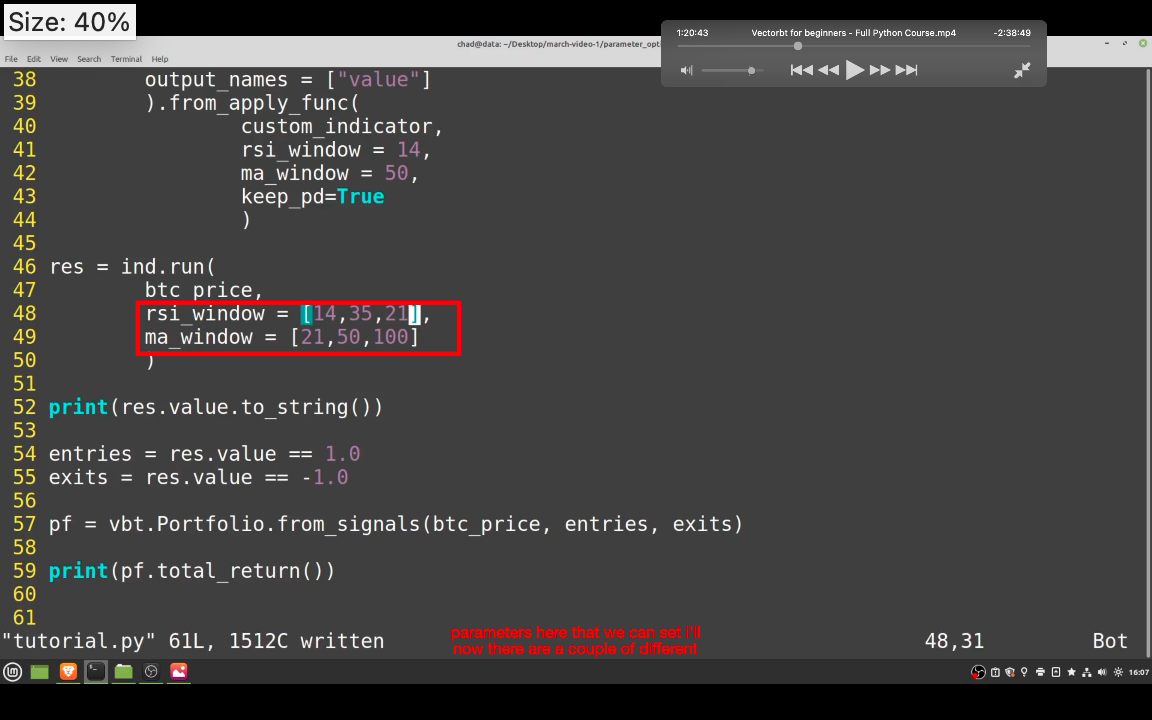 Size: 40%
chad@data: ~/Desktop/march-video-1/parameter_opti
1:20:43
Vectorbt for beginners - Full Python Course.mp4
-2:38:49
File Edit View Search Terminal Help
38 output_names = ["value"]
39 ).from_apply_func(
40 custom_indicator,
41 rsi_window = 14,
42 ma_window = 50,
43 keep_pd=True
44 )
45
46 res = ind.run(
47 btc_price,
48 rsi_window = [14,35,21],
49 ma_window = [21,50,100]
50 )
51
52 print(res.value.to_string())
53
54 entries = res.value == 1.0
55 exits = res.value == -1.0
56
57 pf = vbt.Portfolio.from_signals(btc_price, entries, exits)
58
59 print(pf.total_return())
60
61
"tutorial.py" 61L, 1512C written
48,31
Bot
parameters here that we can set i'll
now there are a couple of different
16:07